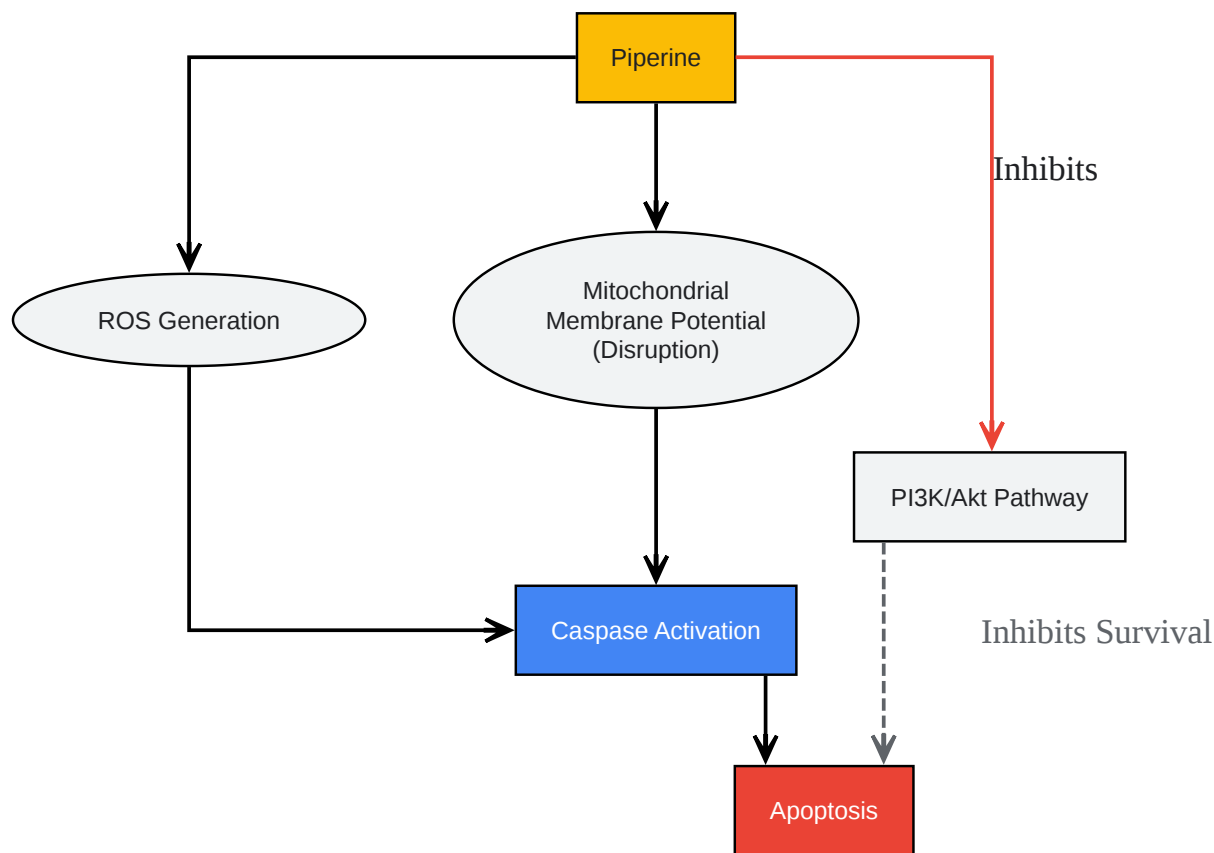 Piperine
Inhibits
ROS Generation
Mitochondrial
Membrane Potential
(Disruption)
PI3K/Akt Pathway
Caspase Activation
Inhibits Survival
Apoptosis